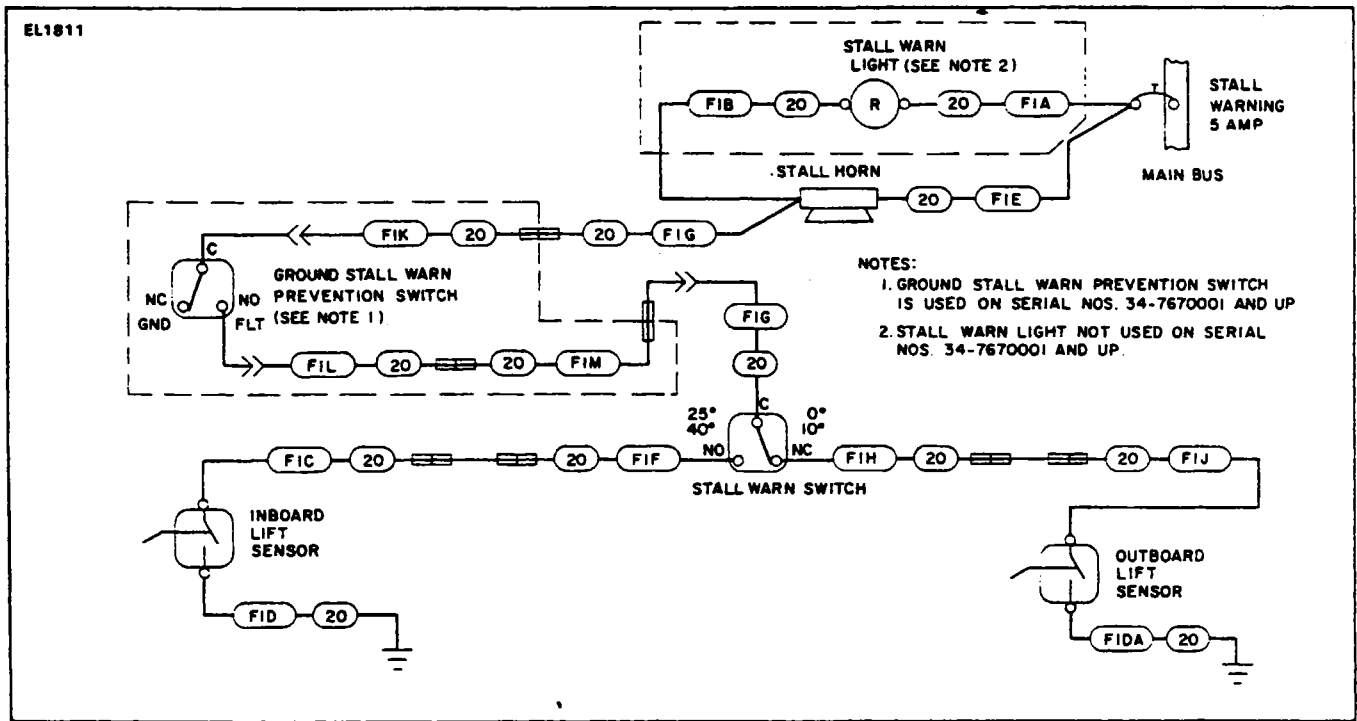 EL1811
STALL WARN
LIGHT (SEE NOTE 2)
F1B
20
R
20
F1A
T
STALL
WARNING
5 AMP
MAIN BUS
STALL HORN
20
F1E
F1K
20
20
F1G
C
NC
GND
NO
FLT
GROUND STALL WARN
PREVENTION SWITCH
(SEE NOTE 1)
F1L
20
20
F1M
F1G
20
NOTES:
1. GROUND STALL WARN PREVENTION SWITCH
IS USED ON SERIAL NOS. 34-7670001 AND UP
2. STALL WARN LIGHT NOT USED ON SERIAL
NOS. 34-7670001 AND UP.
25°
40°
C
0°
10°
NO
NC
F1C
20
20
F1F
F1H
20
20
F1J
STALL WARN SWITCH
INBOARD
LIFT
SENSOR
OUTBOARD
LIFT
SENSOR
F1D
20
F1DA
20